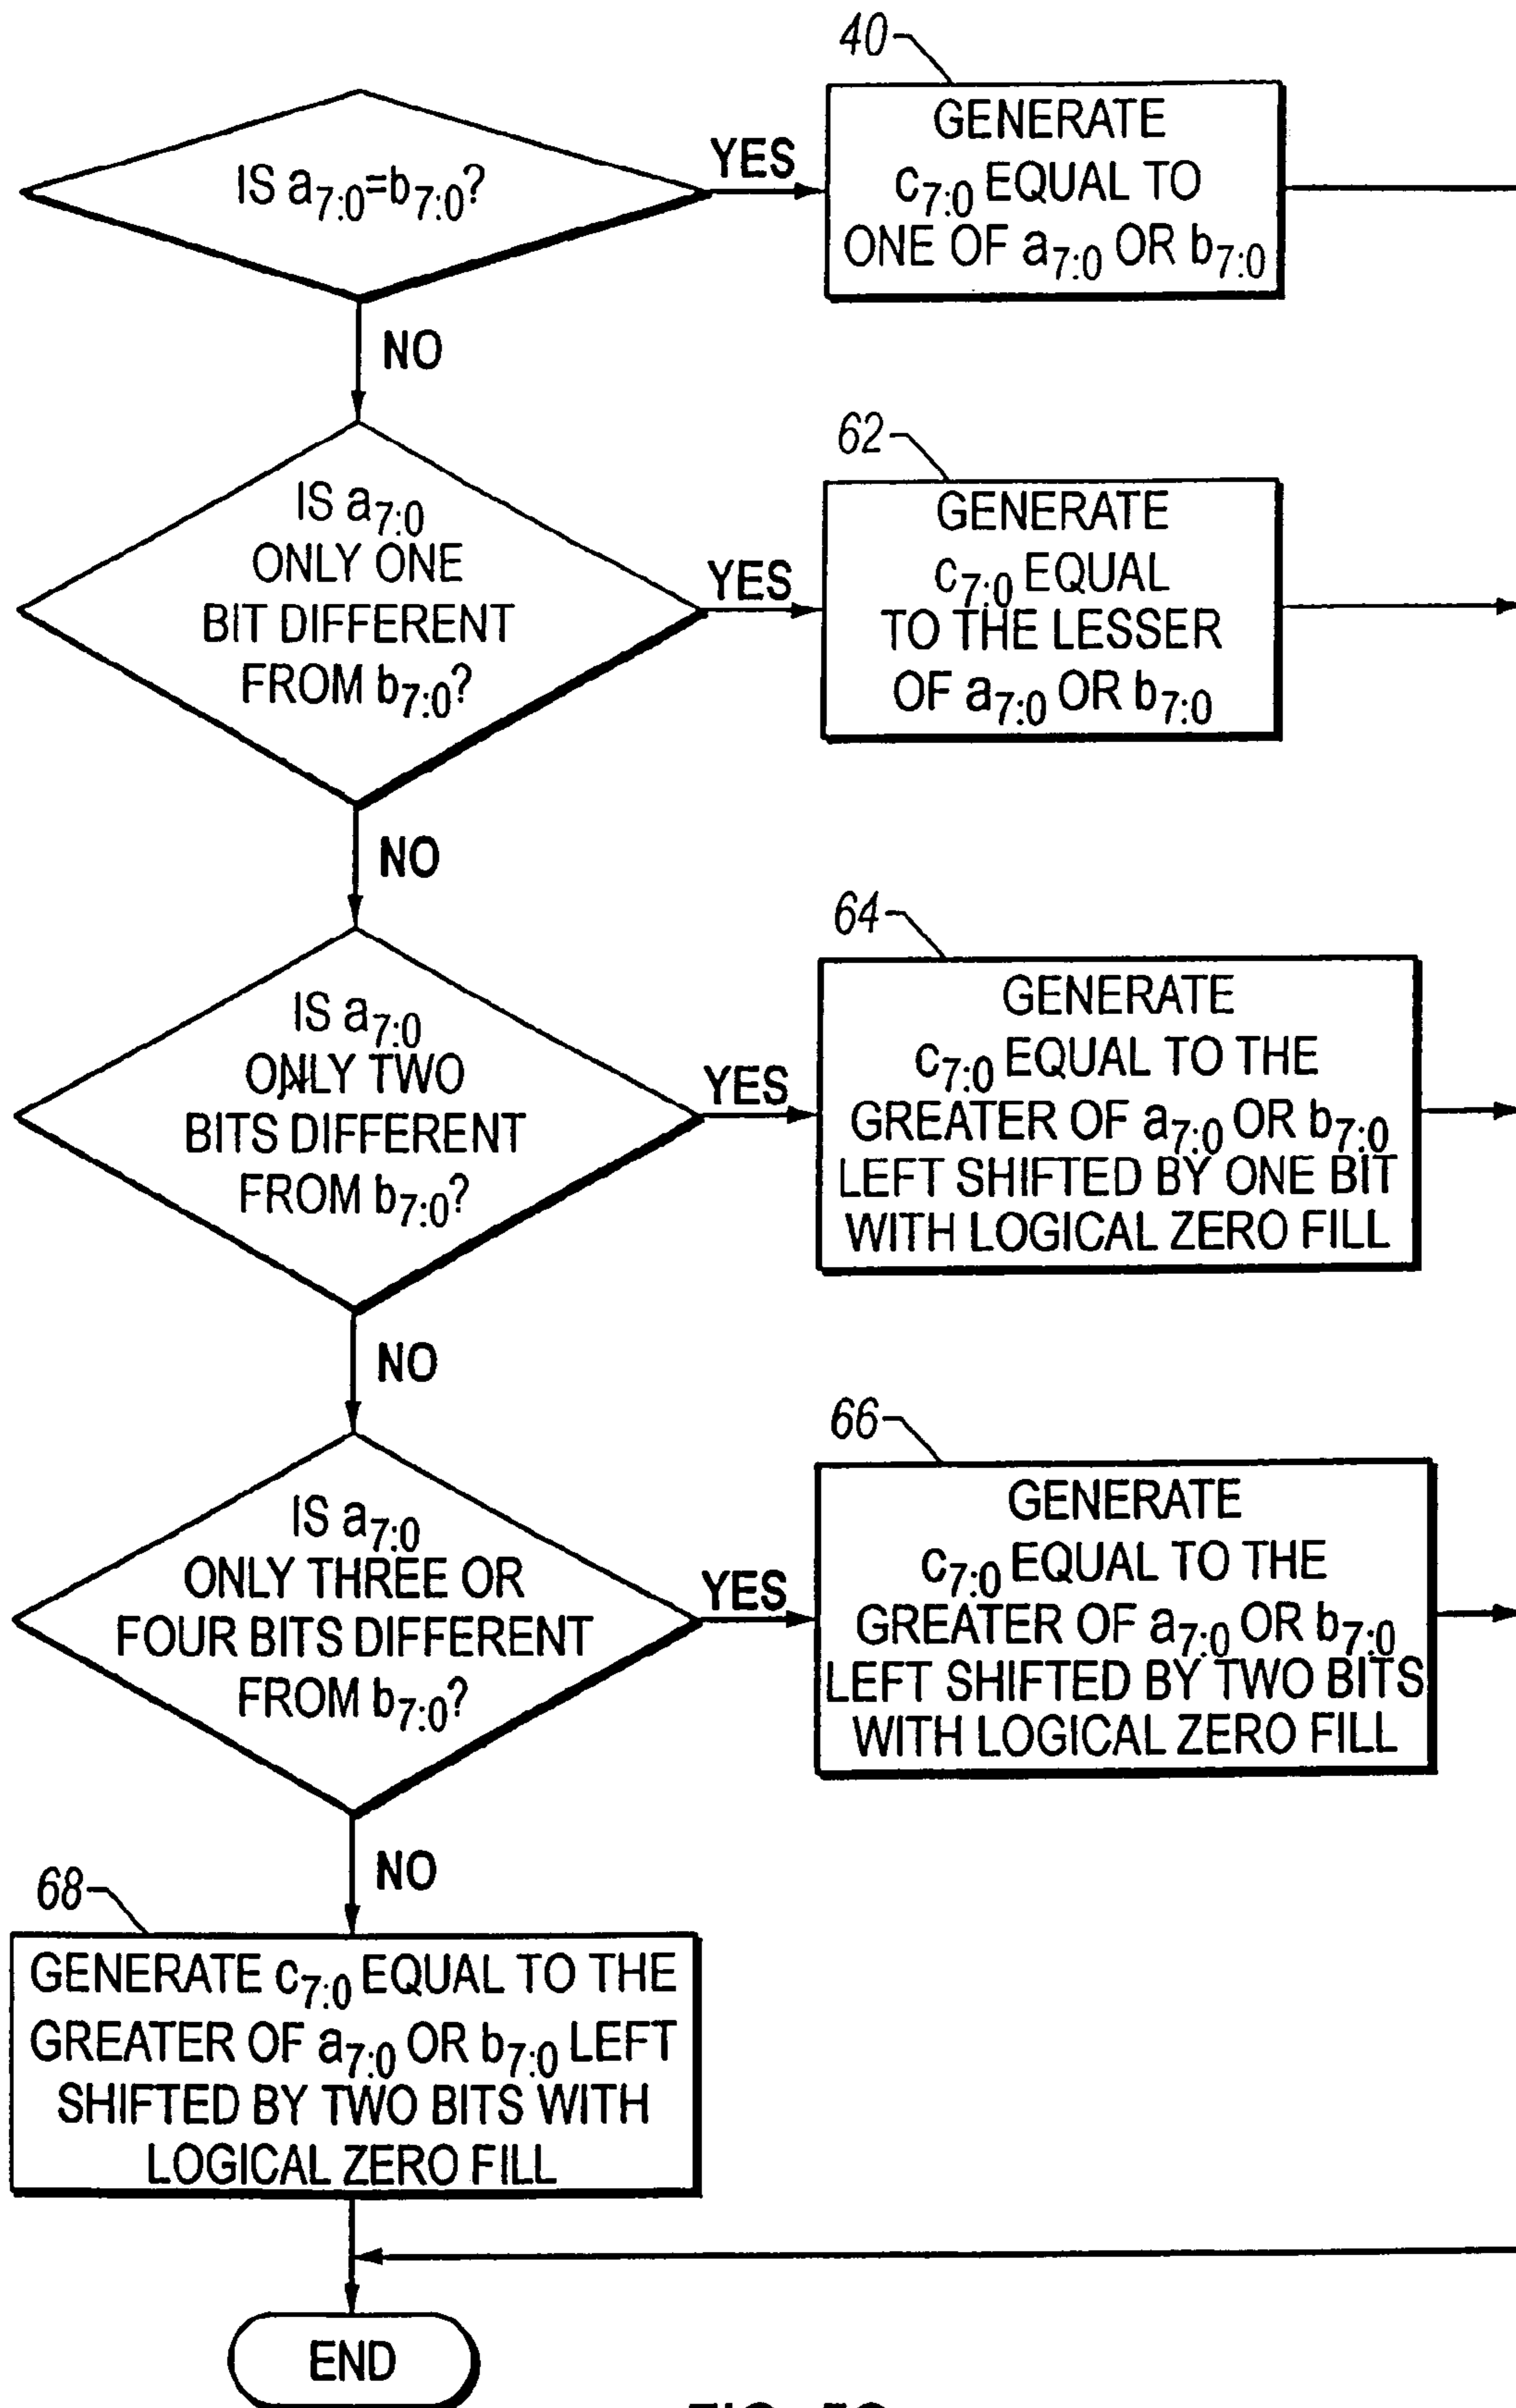 40
IS a7:0=b7:0?
YES
GENERATE
c7:0 EQUAL TO
ONE OF a7:0 OR b7:0
NO
62
IS a7:0
ONLY ONE
BIT DIFFERENT
FROM b7:0?
YES
GENERATE
c7:0 EQUAL
TO THE LESSER
OF a7:0 OR b7:0
NO
64
IS a7:0
ONLY TWO
BITS DIFFERENT
FROM b7:0?
YES
GENERATE
c7:0 EQUAL TO THE
GREATER OF a7:0 OR b7:0
LEFT SHIFTED BY ONE BIT
WITH LOGICAL ZERO FILL
NO
66
IS a7:0
ONLY THREE OR
FOUR BITS DIFFERENT
FROM b7:0?
YES
GENERATE
c7:0 EQUAL TO THE
GREATER OF a7:0 OR b7:0
LEFT SHIFTED BY TWO BITS
WITH LOGICAL ZERO FILL
NO
68
GENERATE c7:0 EQUAL TO THE
GREATER OF a7:0 OR b7:0 LEFT
SHIFTED BY TWO BITS WITH
LOGICAL ZERO FILL
END